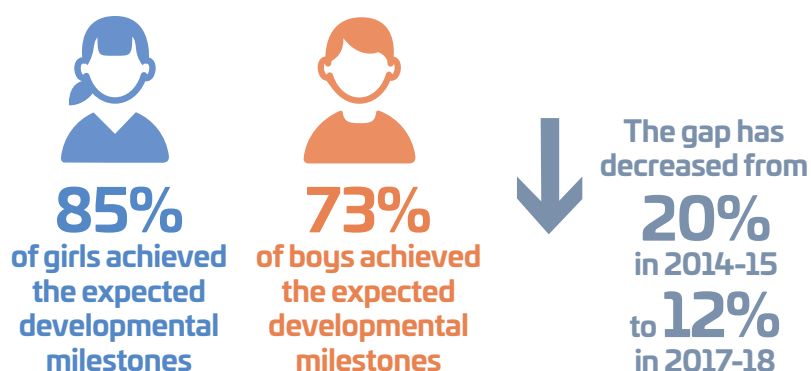 85%
of girls achieved
the expected
developmental
milestones
73%
of boys achieved
the expected
developmental
milestones
The gap has
decreased from
20%
in 2014-15
to 12%
in 2017-18